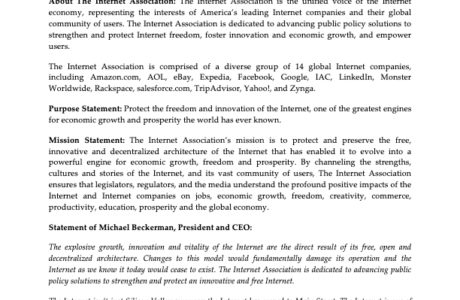 About The Internet Association: The Internet Association is the unified voice of the Internet
economy, representing the interests of America's leading Internet companies and their global
community of users. The Internet Association is dedicated to advancing public policy solutions to
strengthen and protect Internet freedom, foster innovation and economic growth, and empower
users.
The Internet Association is comprised of a diverse group of 14 global Internet companies,
including Amazon.com, AOL, eBay, Expedia, Facebook, Google, IAC, LinkedIn, Monster
Worldwide, Rackspace, salesforce.com, TripAdvisor, Yahoo!, and Zynga.
Purpose Statement: Protect the freedom and innovation of the Internet, one of the greatest engines
for economic growth and prosperity the world has ever known.
Mission Statement: The Internet Association's mission is to protect and preserve the free,
innovative and decentralized architecture of the Internet that has enabled it to evolve into a
powerful engine for economic growth, freedom and prosperity. By channeling the strengths,
cultures and stories of the Internet, and its vast community of users, The Internet Association
ensures that legislators, regulators, and the media understand the profound positive impacts of the
Internet and Internet companies on jobs, economic growth, freedom, creativity, commerce,
productivity, education, prosperity and the global economy.
Statement of Michael Beckerman, President and CEO:
The explosive growth, innovation and vitality of the Internet are the direct result of its free, open and
decentralized architecture. Changes to this model would fundamentally damage its operation and the
Internet as we know it today would cease to exist. The Internet Association is dedicated to advancing public
policy solutions to strengthen and protect an innovative and free Internet.